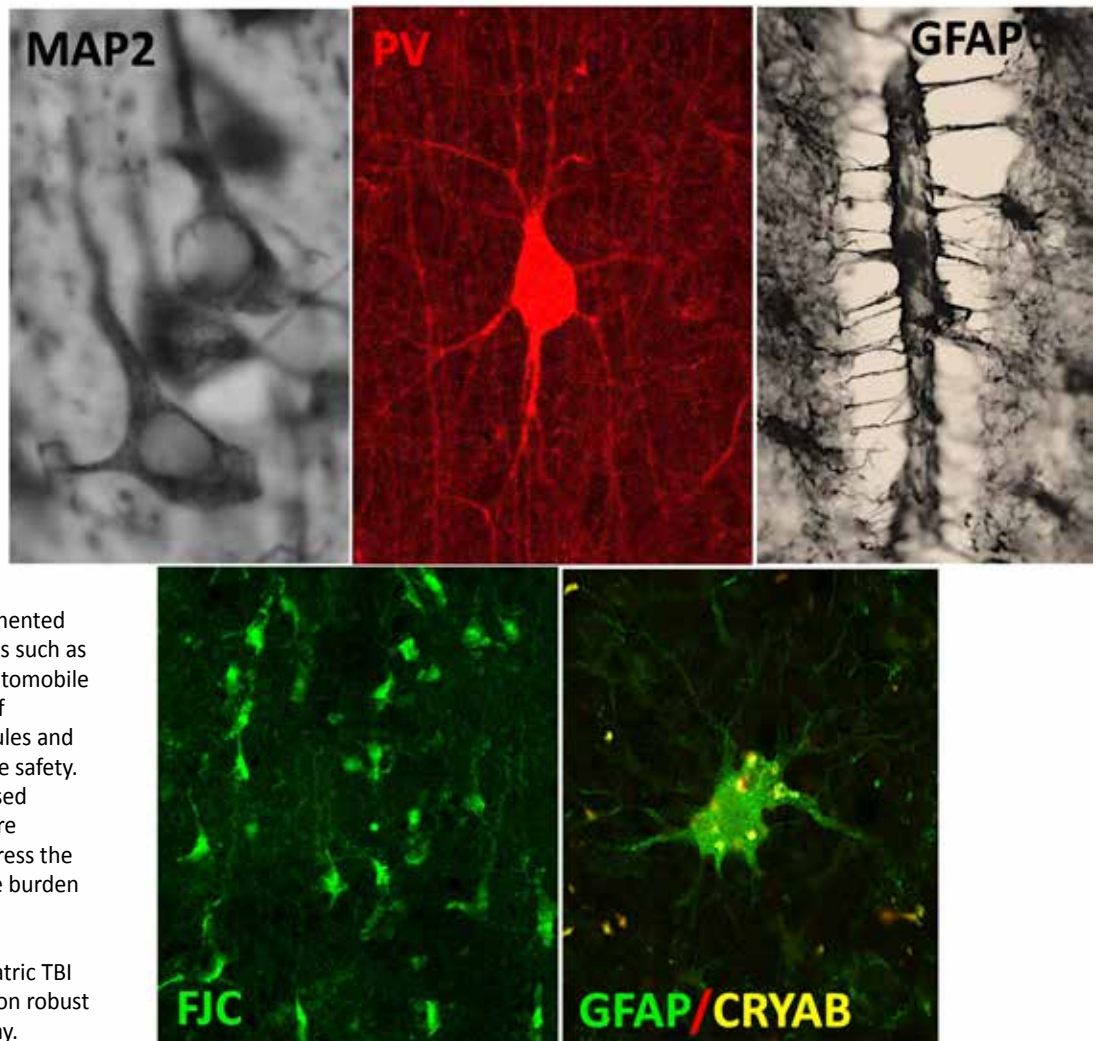 MAP2
PV
GFAP
mented
s such as
tomobile
f
ules and
e safety.
sed
re
ress the
e burden
atric TBI
on robust
ny.
FJC
GFAP/CRYAB